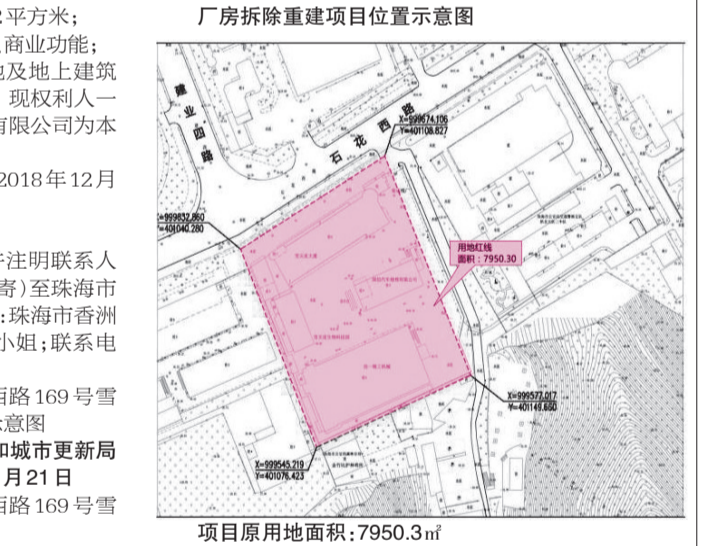 2平方米；
商业功能；
地及地上建筑
现权利人一
有限公司为本
2018年12月
注明联系人
寄）至珠海市
：珠海市香洲
小姐；联系电
西路169号雪
示意图
和城市更新局
月21日
西路169号雪
厂房拆除重建项目位置示意图
建业四路
石花西路
X=999674.106
Y=401108.827
X=999632.860
Y=401040.280
用地红线
面积：7950.30
X=999577.017
Y=401149.650
X=999545.219
Y=401076.423
项目原用地面积:7950.3㎡